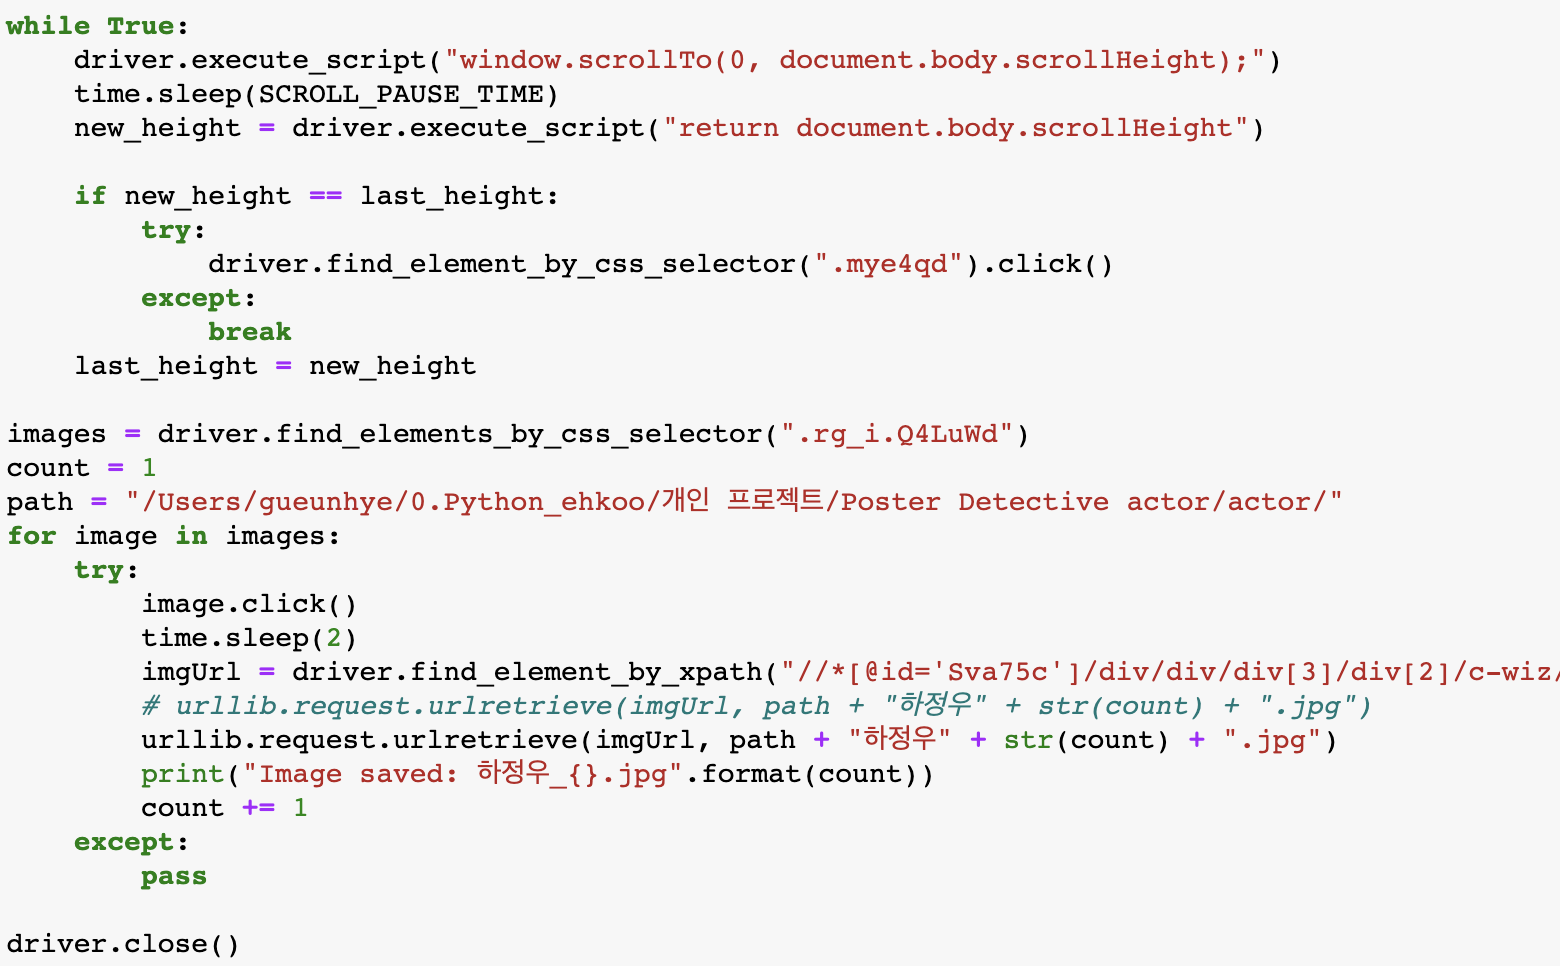 while True:
    driver.execute_script("window.scrollTo(0, document.body.scrollHeight);")
    time.sleep(SCROLL_PAUSE_TIME)
    new_height = driver.execute_script("return document.body.scrollHeight")
    if new_height == last_height:
        try:
            driver.find_element_by_css_selector(".mye4qd").click()
        except:
            break
    last_height = new_height
images = driver.find_elements_by_css_selector(".rg_i.Q4LuWd")
count = 1
path = "/Users/gueunhye/0.Python_ehkoo/개인 프로젝트/Poster Detective actor/actor/"
for image in images:
    try:
        image.click()
        time.sleep(2)
        imgUrl = driver.find_element_by_xpath("//*[@id='Sva75c']/div/div/div[3]/div[2]/c-wiz/
        # urllib.request.urlretrieve(imgUrl, path + "하정우" + str(count) + ".jpg")
        urllib.request.urlretrieve(imgUrl, path + "하정우" + str(count) + ".jpg")
        print("Image saved: 하정우_{}.jpg".format(count))
        count += 1
    except:
        pass
driver.close()